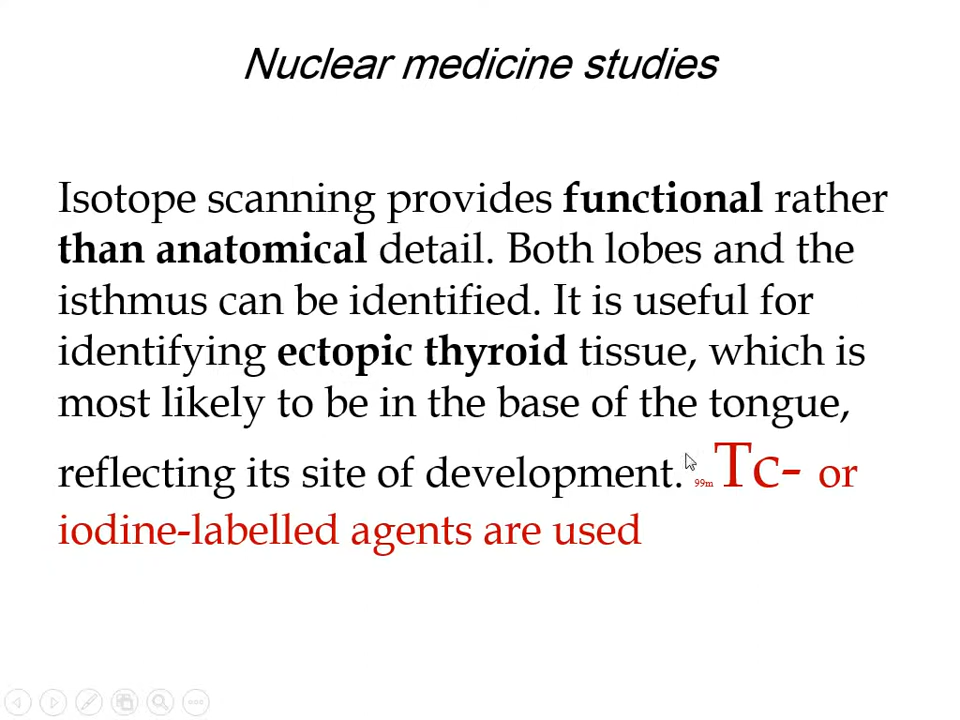 Nuclear medicine studies
Isotope scanning provides functional rather
than anatomical detail. Both lobes and the
isthmus can be identified. It is useful for
identifying ectopic thyroid tissue, which is
most likely to be in the base of the tongue,
reflecting its site of development. 99mTc- or
iodine-labelled agents are used